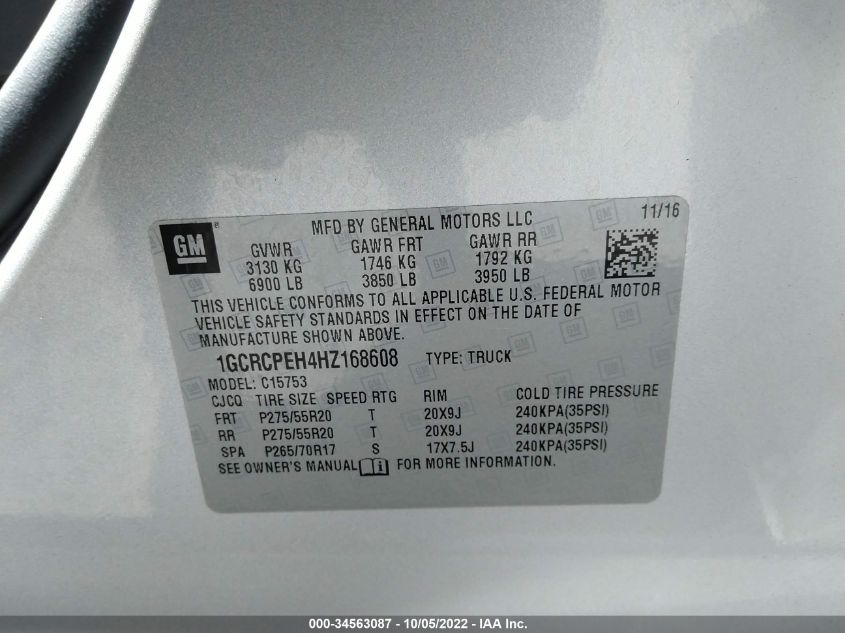 GM
®
MFD BY GENERAL MOTORS LLC
11/16
GVWR GAWR FRT GAWR RR
3130 KG 1746 KG 1792 KG
6900 LB 3850 LB 3950 LB
THIS VEHICLE CONFORMS TO ALL APPLICABLE U.S. FEDERAL MOTOR
VEHICLE SAFETY STANDARDS IN EFFECT ON THE DATE OF
MANUFACTURE SHOWN ABOVE.
1GCRCPEH4HZ168608 TYPE: TRUCK
MODEL: C15753
CJCQ TIRE SIZE SPEED RTG RIM COLD TIRE PRESSURE
FRT P275/55R20 T 20X9J 240KPA(35PSI)
RR P275/55R20 T 20X9J 240KPA(35PSI)
SPA P265/70R17 S 17X7.5J 240KPA(35PSI)
SEE OWNER'S MANUAL FOR MORE INFORMATION.
000-34563087 - 10/05/2022 - IAA Inc.